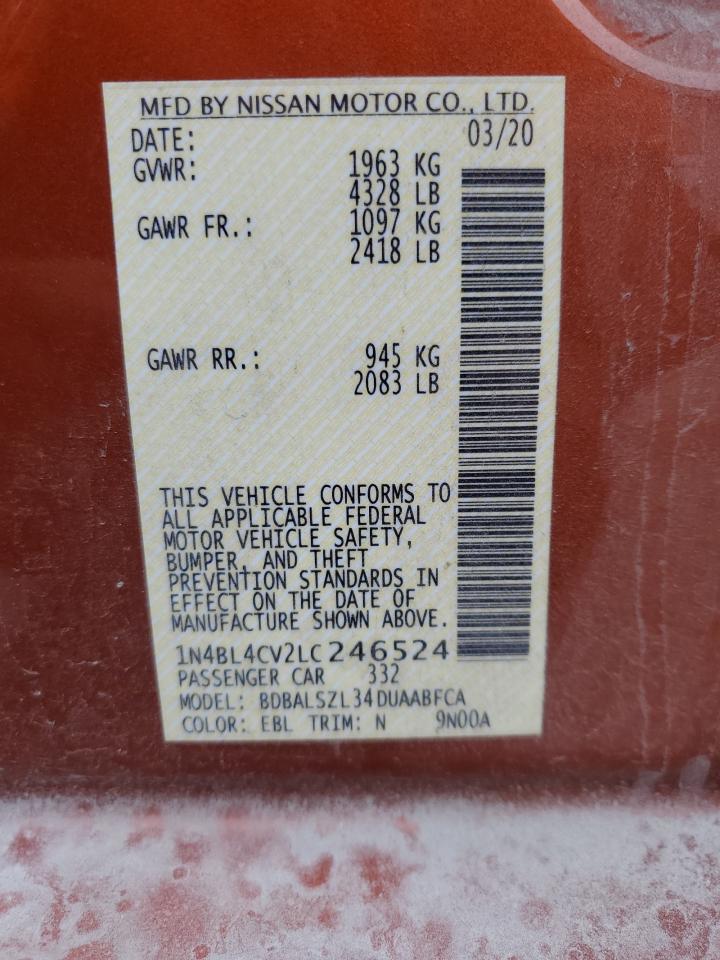 MFD BY NISSAN MOTOR CO., LTD.
DATE: 03/20
GVWR: 1963 KG
4328 LB
GAWR FR.: 1097 KG
2418 LB
GAWR RR.: 945 KG
2083 LB
THIS VEHICLE CONFORMS TO
ALL APPLICABLE FEDERAL
MOTOR VEHICLE SAFETY,
BUMPER, AND THEFT
PREVENTION STANDARDS IN
EFFECT ON THE DATE OF
MANUFACTURE SHOWN ABOVE.
1N4BL4CV2LC246524
PASSENGER CAR 332
MODEL: BDBALSZL34DUAABFCA
COLOR: EBL TRIM: N 9N00A